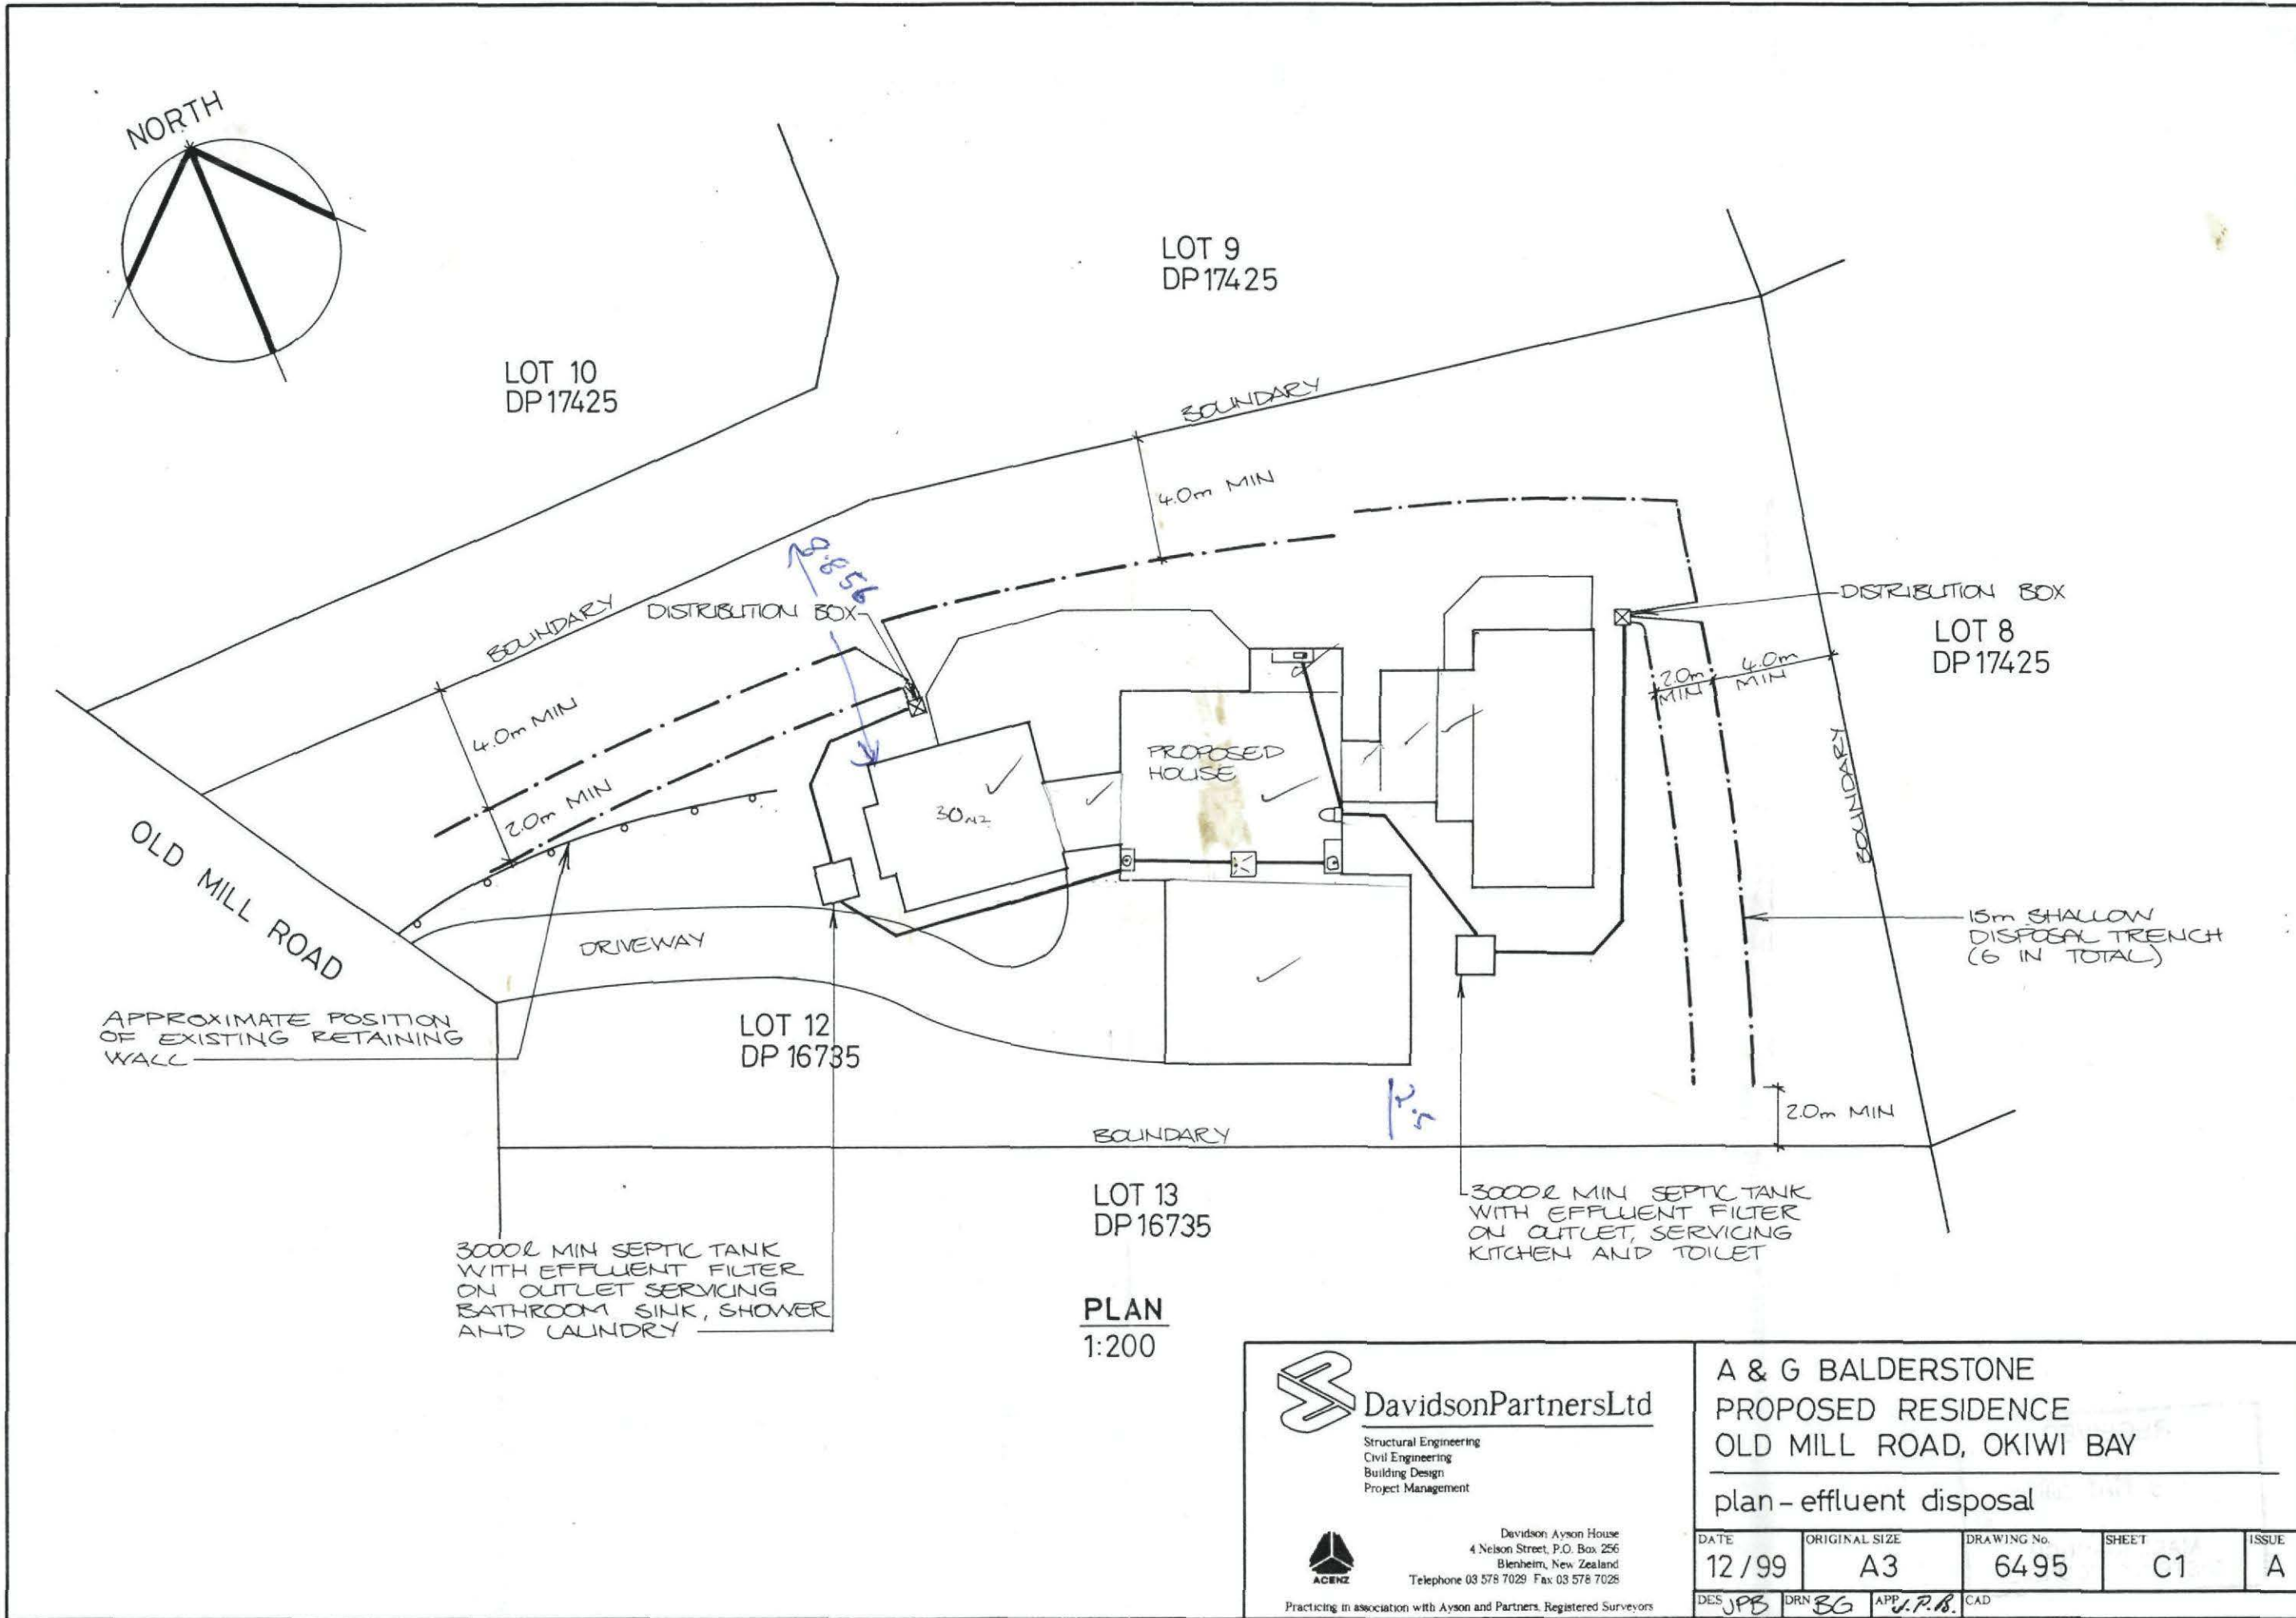 NORTH
LOT 9
DP 17425
LOT 10
DP 17425
BOUNDARY
4.0m MIN
8.856
BOUNDARY
DISTRIBUTION BOX
DISTRIBUTION BOX
LOT 8
DP 17425
2.0m
MIN
4.0m
MIN
4.0m MIN
2.0m MIN
PROPOSED
HOUSE
30m2
BOUNDARY
OLD MILL ROAD
DRIVEWAY
15m SHALLOW
DISPOSAL TRENCH
(6 IN TOTAL)
APPROXIMATE POSITION
OF EXISTING RETAINING
WALL
LOT 12
DP 16735
2.5
2.0m MIN
BOUNDARY
LOT 13
DP 16735
3000ℓ MIN SEPTIC TANK
WITH EFFLUENT FILTER
ON OUTLET, SERVICING
KITCHEN AND TOILET
3000ℓ MIN SEPTIC TANK
WITH EFFLUENT FILTER
ON OUTLET SERVICING
BATHROOM SINK, SHOWER
AND LAUNDRY
PLAN
1:200
DavidsonPartnersLtd
Structural Engineering
Civil Engineering
Building Design
Project Management
Davidson Ayson House
4 Nelson Street, P.O. Box 256
Blenheim, New Zealand
Telephone 03 578 7029 Fax 03 578 7028
ACENZ
Practicing in association with Ayson and Partners, Registered Surveyors
A & G BALDERSTONE
PROPOSED RESIDENCE
OLD MILL ROAD, OKIWI BAY
plan - effluent disposal
DATE 12/99 ORIGINAL SIZE A3 DRAWING No. 6495 SHEET C1 ISSUE A
DES JPB DRN BG APP J.P.B. CAD